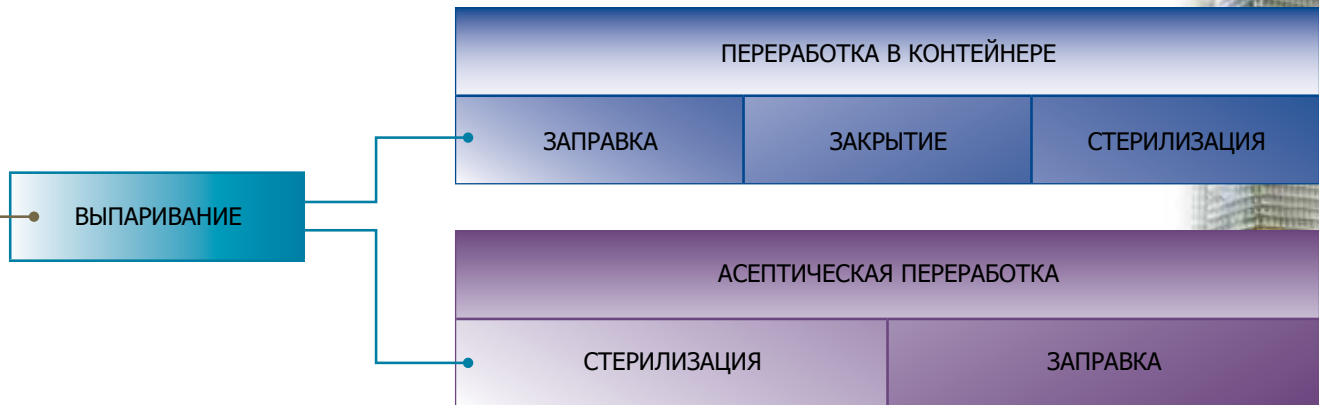 ПЕРЕРАБОТКА В КОНТЕЙНЕРЕ
ЗАПРАВКА
ЗАКРЫТИЕ
СТЕРИЛИЗАЦИЯ
ВЫПАРИВАНИЕ
АСЕПТИЧЕСКАЯ ПЕРЕРАБОТКА
СТЕРИЛИЗАЦИЯ
ЗАПРАВКА